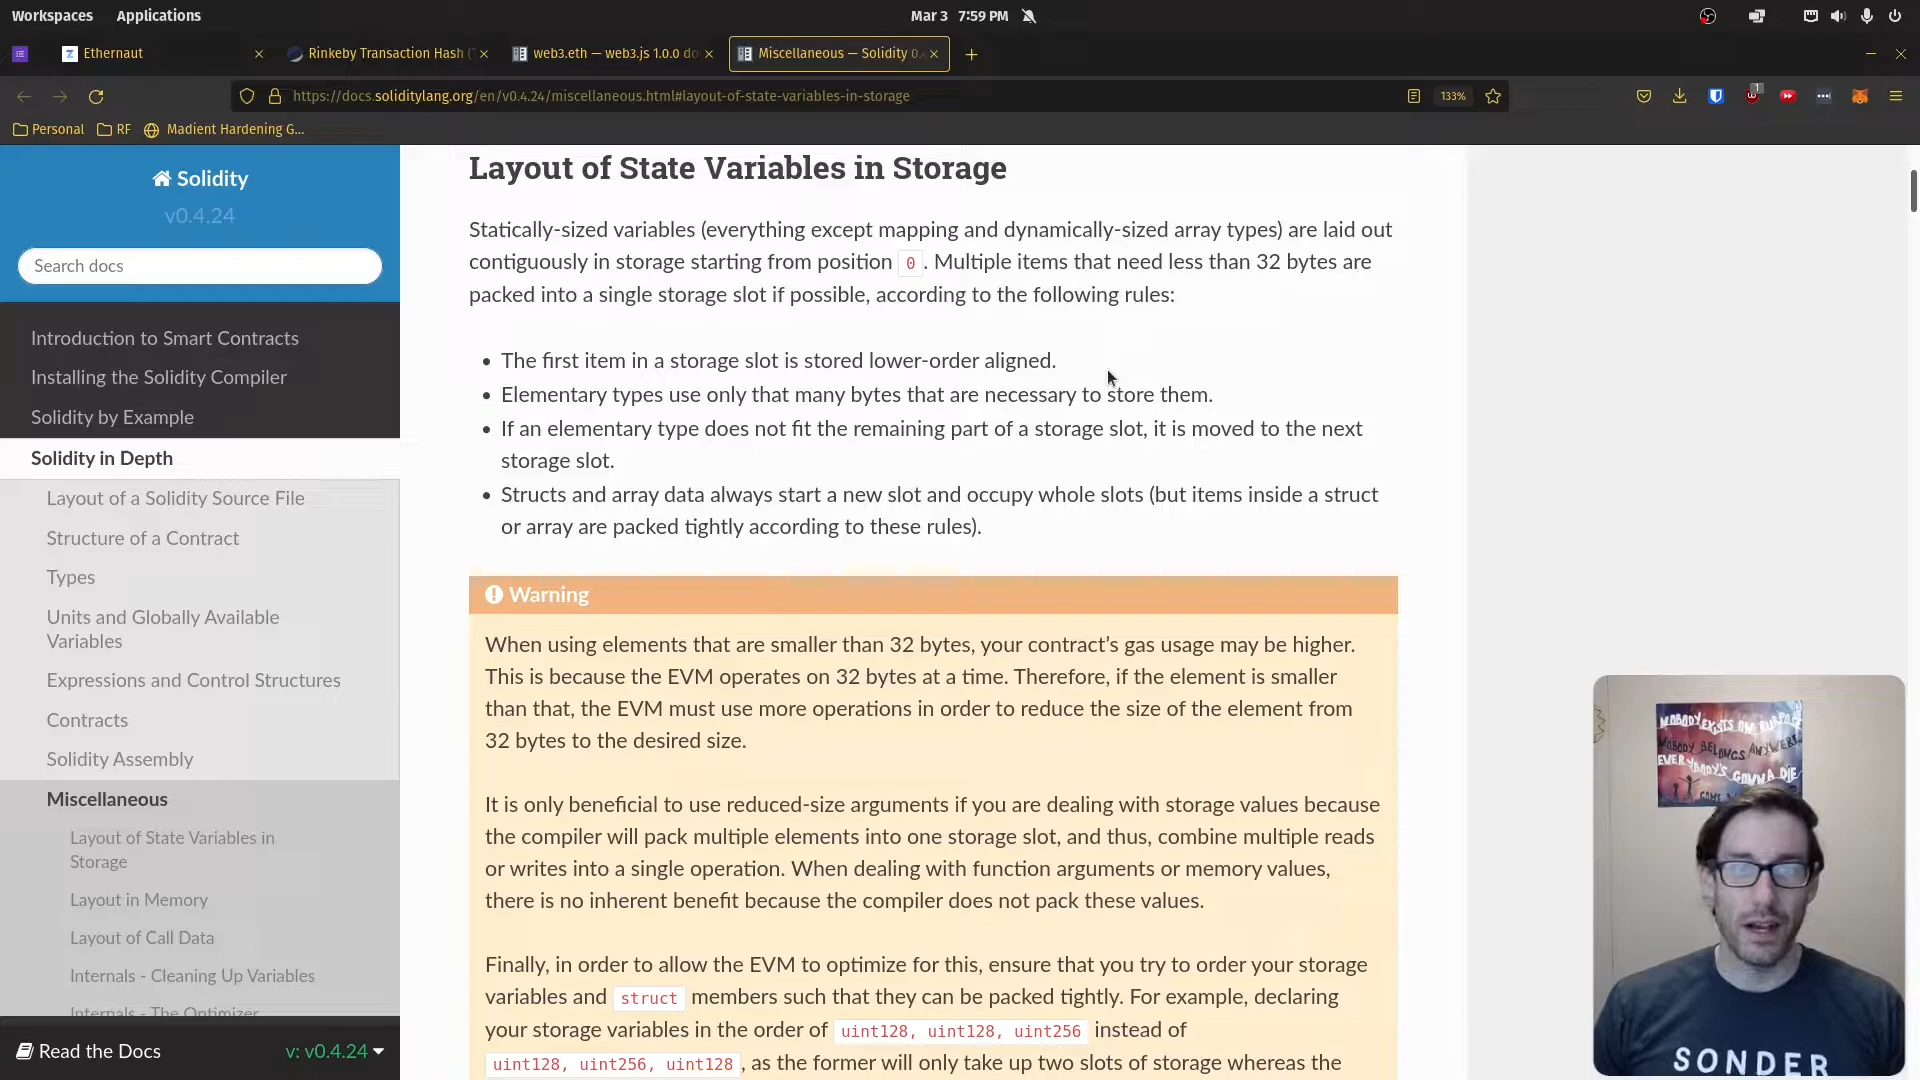 Workspaces
Applications
Mar 3 7:59 PM
Ethernaut
Rinkeby Transaction Hash (
web3.eth — web3.js 1.0.0 do
Miscellaneous — Solidity 0.
https://docs.soliditylang.org/en/v0.4.24/miscellaneous.html#layout-of-state-variables-in-storage
133%
1
Personal
RF
Madient Hardening G...
Solidity
v0.4.24
Search docs
Introduction to Smart Contracts
Installing the Solidity Compiler
Solidity by Example
Solidity in Depth
Layout of a Solidity Source File
Structure of a Contract
Types
Units and Globally Available
Variables
Expressions and Control Structures
Contracts
Solidity Assembly
Miscellaneous
Layout of State Variables in
Storage
Layout in Memory
Layout of Call Data
Internals - Cleaning Up Variables
Internals - The Optimizer
Read the Docs
v: v0.4.24
Layout of State Variables in Storage
Statically-sized variables (everything except mapping and dynamically-sized array types) are laid out
contiguously in storage starting from position 0. Multiple items that need less than 32 bytes are
packed into a single storage slot if possible, according to the following rules:
• The first item in a storage slot is stored lower-order aligned.
• Elementary types use only that many bytes that are necessary to store them.
• If an elementary type does not fit the remaining part of a storage slot, it is moved to the next
storage slot.
• Structs and array data always start a new slot and occupy whole slots (but items inside a struct
or array are packed tightly according to these rules).
Warning
When using elements that are smaller than 32 bytes, your contract’s gas usage may be higher.
This is because the EVM operates on 32 bytes at a time. Therefore, if the element is smaller
than that, the EVM must use more operations in order to reduce the size of the element from
32 bytes to the desired size.
It is only beneficial to use reduced-size arguments if you are dealing with storage values because
the compiler will pack multiple elements into one storage slot, and thus, combine multiple reads
or writes into a single operation. When dealing with function arguments or memory values,
there is no inherent benefit because the compiler does not pack these values.
Finally, in order to allow the EVM to optimize for this, ensure that you try to order your storage
variables and struct members such that they can be packed tightly. For example, declaring
your storage variables in the order of uint128, uint128, uint256 instead of
uint128, uint256, uint128, as the former will only take up two slots of storage whereas the
NOBODY EXISTS ON PURPOSE
NOBODY BELONGS ANYWHERE
EVERYBODY'S GONNA DIE
COME
SONDER